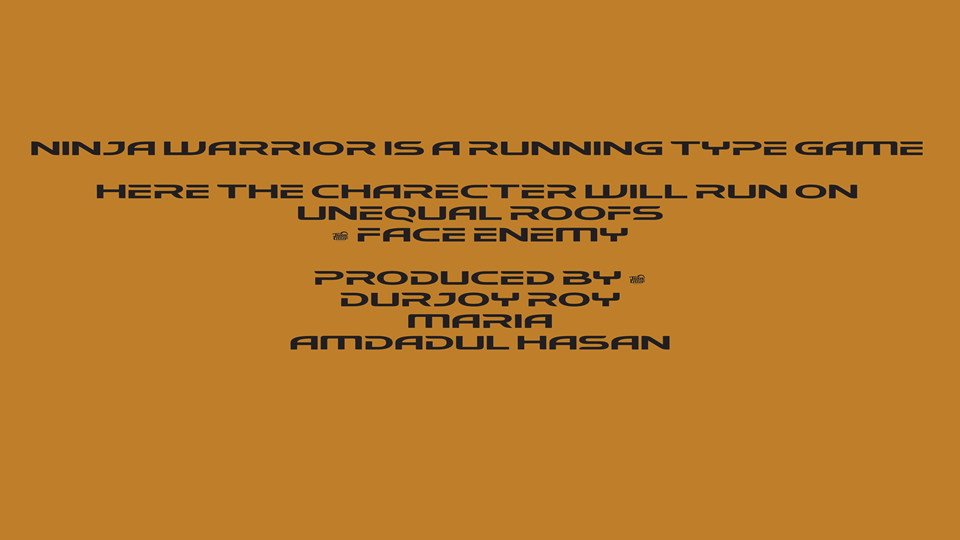 NINJA WARRIOR IS A RUNNING TYPE GAME
HERE THE CHARECTER WILL RUN ON
UNEQUAL ROOFS
FACE ENEMY
PRODUCED BY
DURJOY ROY
MARIA
AMDADUL HASAN